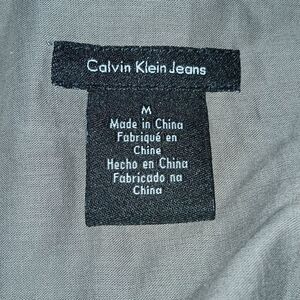 Calvin Klein Jeans
M
Made in China
Fabriqué en
Chine
Hecho en China
Fabricado na
China